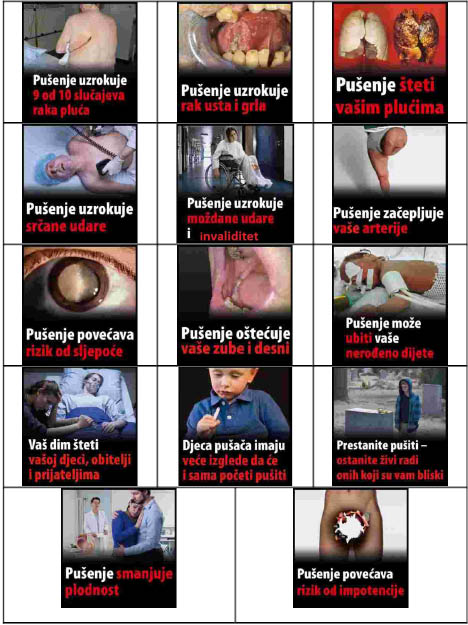 Pušenje uzrokuje
9 od 10 slučajeva
raka pluća
Pušenje uzrokuje
rak usta i grla
Pušenje šteti
vašim plućima
Pušenje uzrokuje
srčane udare
Pušenje uzrokuje
moždane udare
i invaliditet
Pušenje začepljuje
vaše arterije
Pušenje povećava
rizik od sljepoće
Pušenje oštećuje
vaše zube i desni
Pušenje može
ubiti vaše
nerođeno dijete
Vaš dim šteti
vašoj djeci, obitelji
i prijateljima
Djeca pušača imaju
veće izglede da će
i sama početi pušiti
Prestanite pušiti –
ostanite živi radi
onih koji su vam bliski
Pušenje smanjuje
plodnost
Pušenje povećava
rizik od impotencije